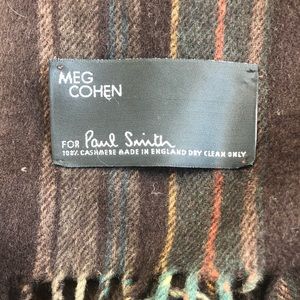 MEG
COHEN
FOR Paul Smith
100% CASHMERE MADE IN ENGLAND DRY CLEAN ONLY